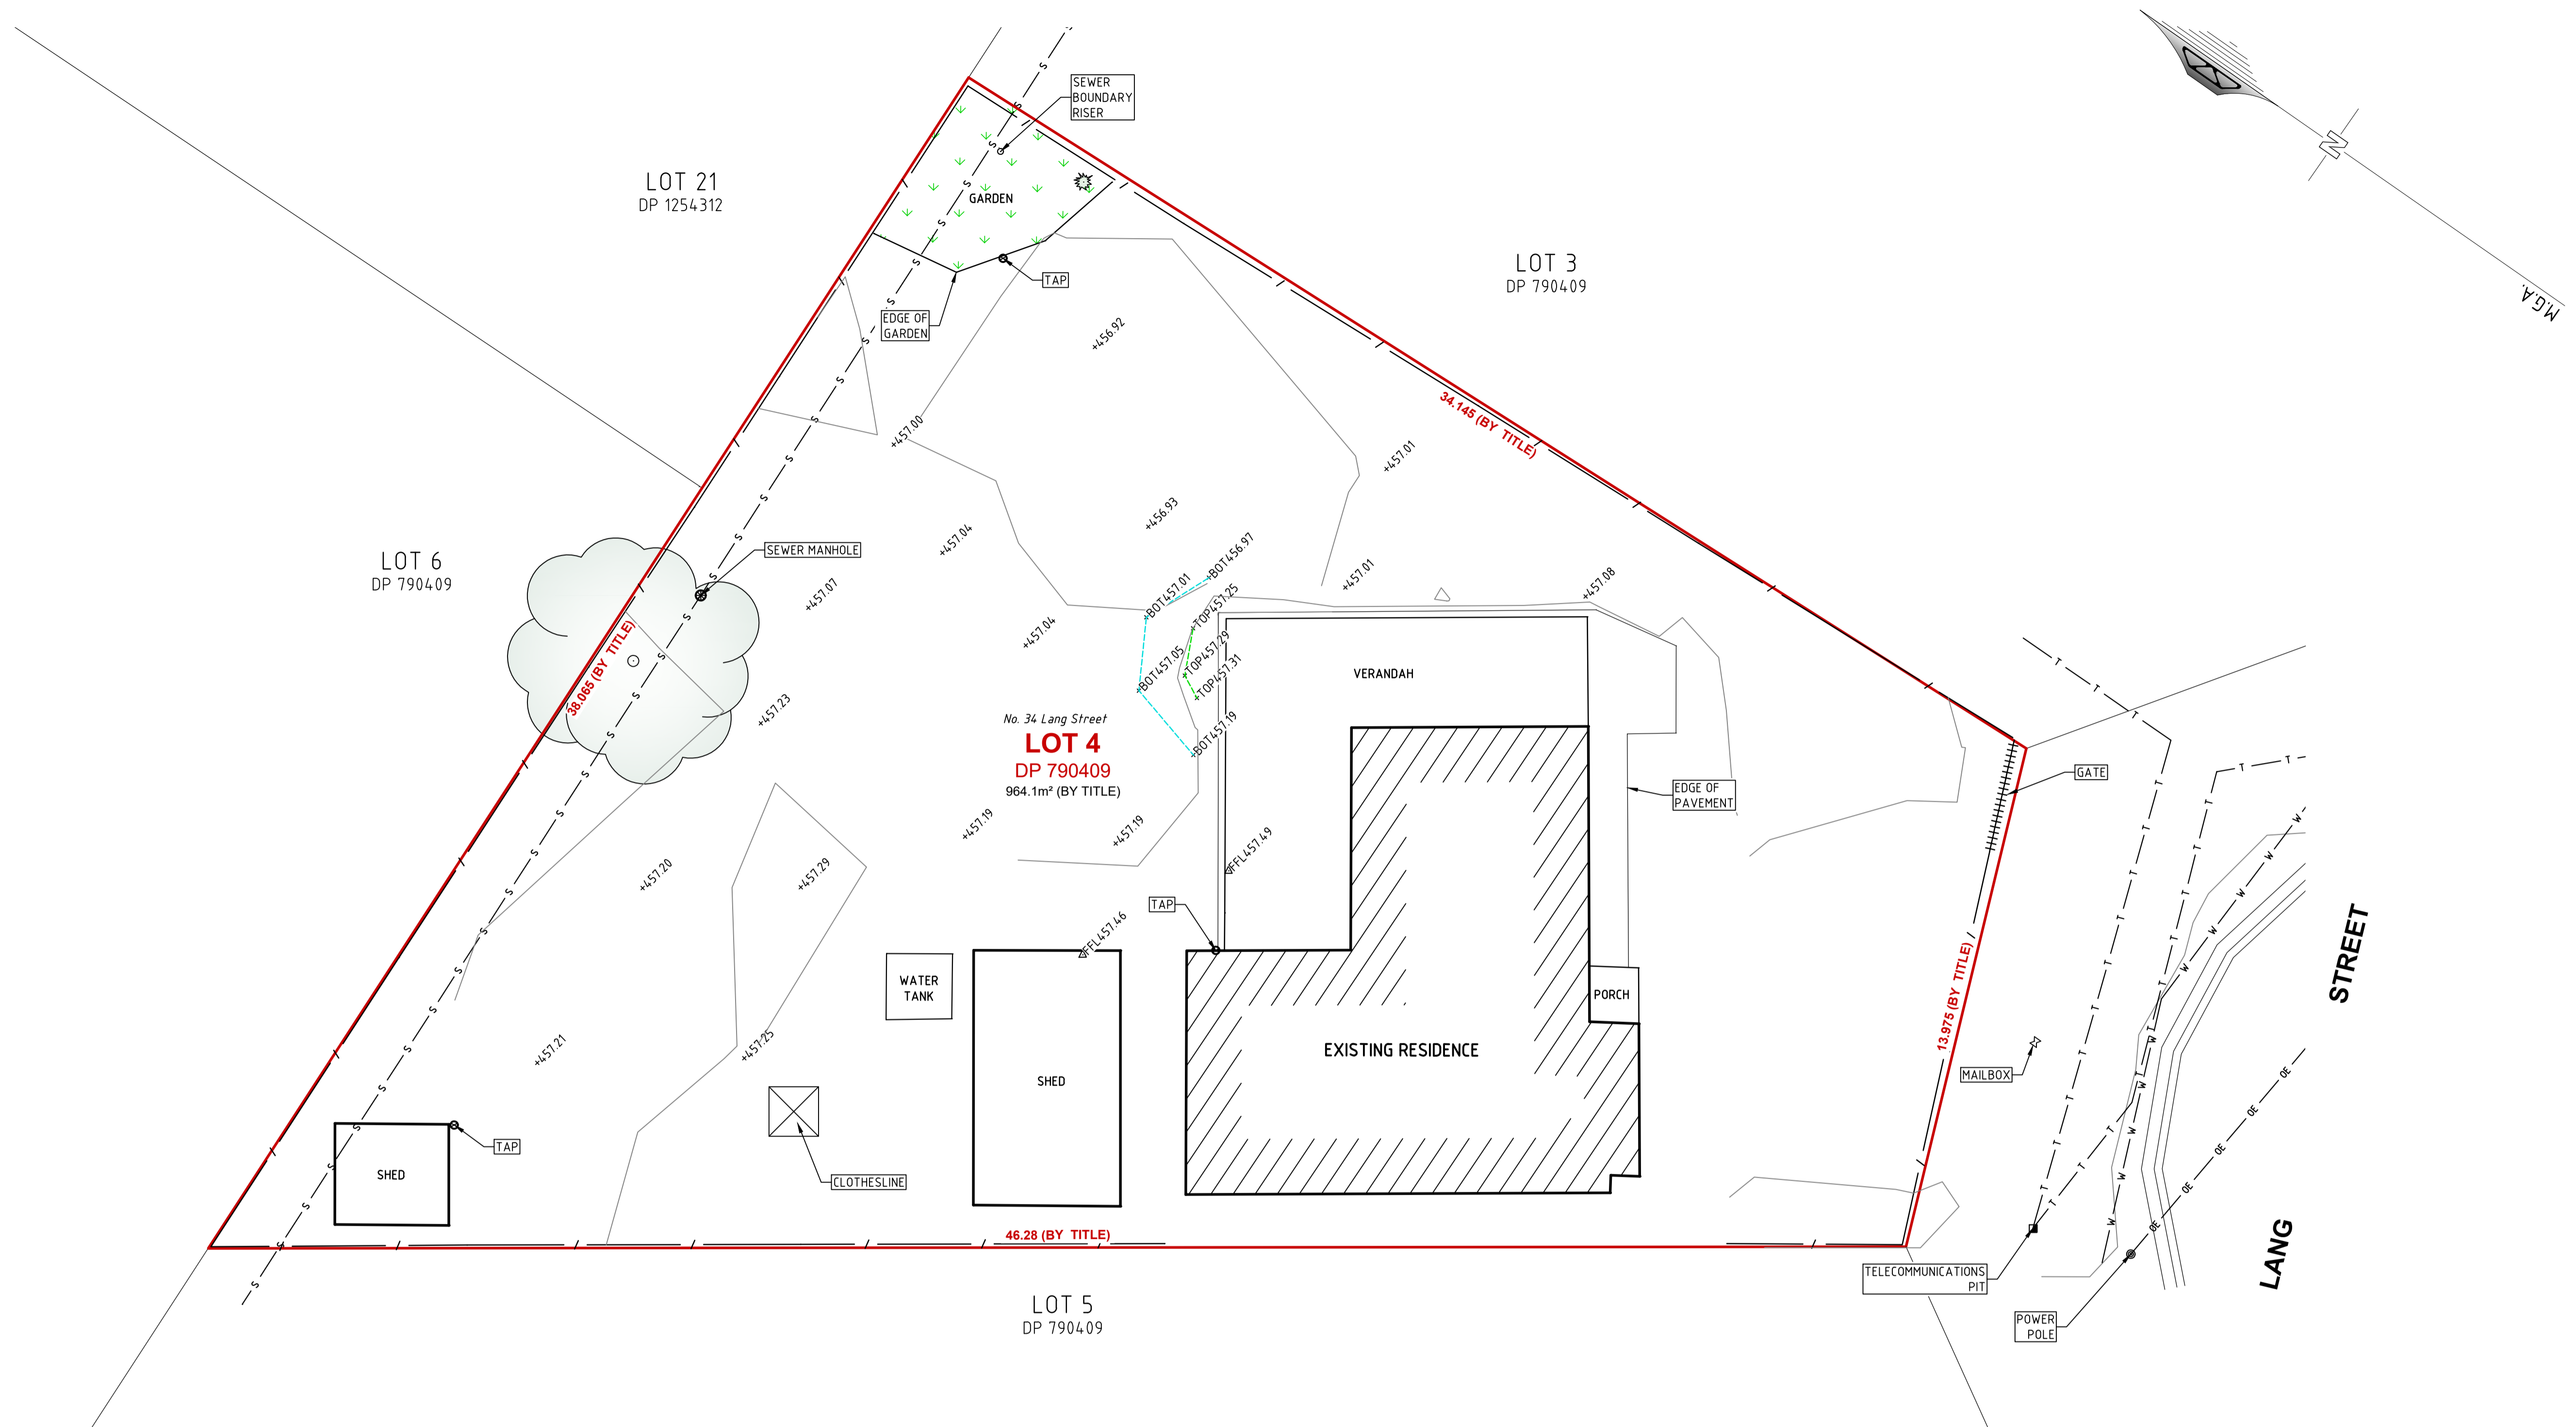 SEWER
BOUNDARY
RISER
N
LOT 21
DP 1254312
GARDEN
LOT 3
DP 790409
TAP
M.G.A.
EDGE OF
GARDEN
+456.92
34.145 (BY TITLE)
+457.00
+457.01
+456.93
+457.04
SEWER MANHOLE
LOT 6
DP 790409
+457.07
+BOT456.97
+BOT457.01
+TOP457.25
+457.01
+457.08
+457.04
+TOP457.29
+BOT457.05
+TOP457.31
38.065 (BY TITLE)
VERANDAH
+457.23
No. 34 Lang Street
+BOT457.19
LOT 4
DP 790409
964.1m² (BY TITLE)
GATE
EDGE OF
PAVEMENT
+457.19
+457.19
+457.20
+457.29
FFL457.49
TAP
FFL457.46
STREET
WATER
TANK
PORCH
13.975 (BY TITLE)
+457.21
+457.25
EXISTING RESIDENCE
SHED
MAILBOX
TAP
SHED
CLOTHESLINE
46.28 (BY TITLE)
LANG
TELECOMMUNICATIONS
PIT
LOT 5
DP 790409
POWER
POLE
S S S S S S S S S S S S S S S S S S S S S S S S S S S S S S S S
T T T T T T T T T T T T T T T T T T T T T T T T
W W W W W W W W W W
OE OE OE OE OE